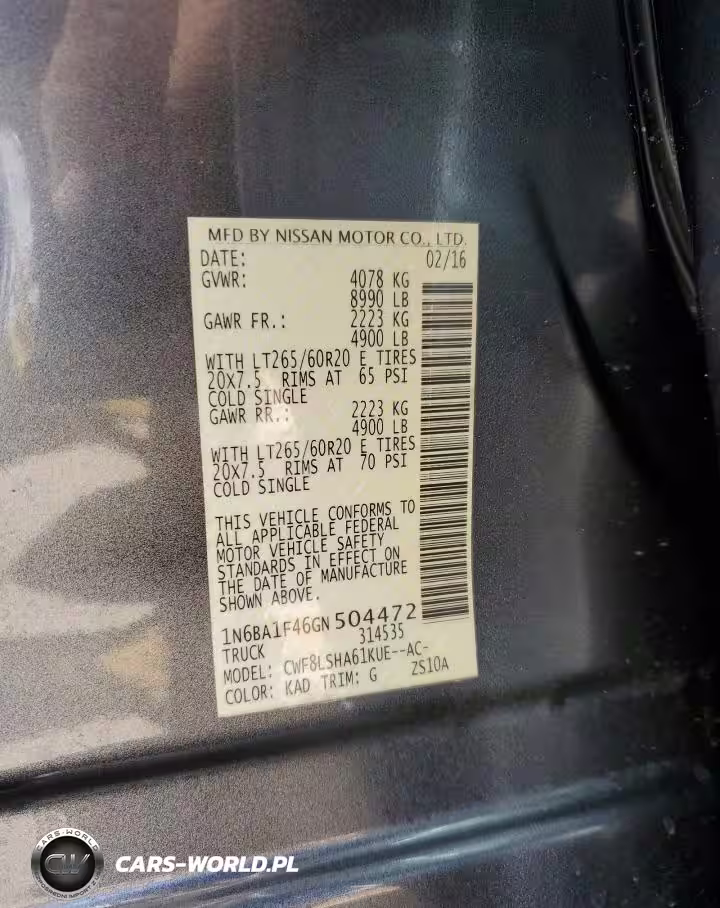 MFD BY NISSAN MOTOR CO., LTD.
DATE: 02/16
GVWR: 4078 KG
8990 LB
GAWR FR.: 2223 KG
4900 LB
WITH LT265/60R20 E TIRES
20X7.5 RIMS AT 65 PSI
COLD SINGLE
GAWR RR.: 2223 KG
4900 LB
WITH LT265/60R20 E TIRES
20X7.5 RIMS AT 70 PSI
COLD SINGLE
THIS VEHICLE CONFORMS TO
ALL APPLICABLE FEDERAL
MOTOR VEHICLE SAFETY
STANDARDS IN EFFECT ON
THE DATE OF MANUFACTURE
SHOWN ABOVE.
1N6BA1F46GN504472
TRUCK 314535
MODEL: CWF8LSHA61KUE--AC-
COLOR: KAD TRIM: G ZS10A
CARS-WORLD
CW
CARS-WORLD.PL